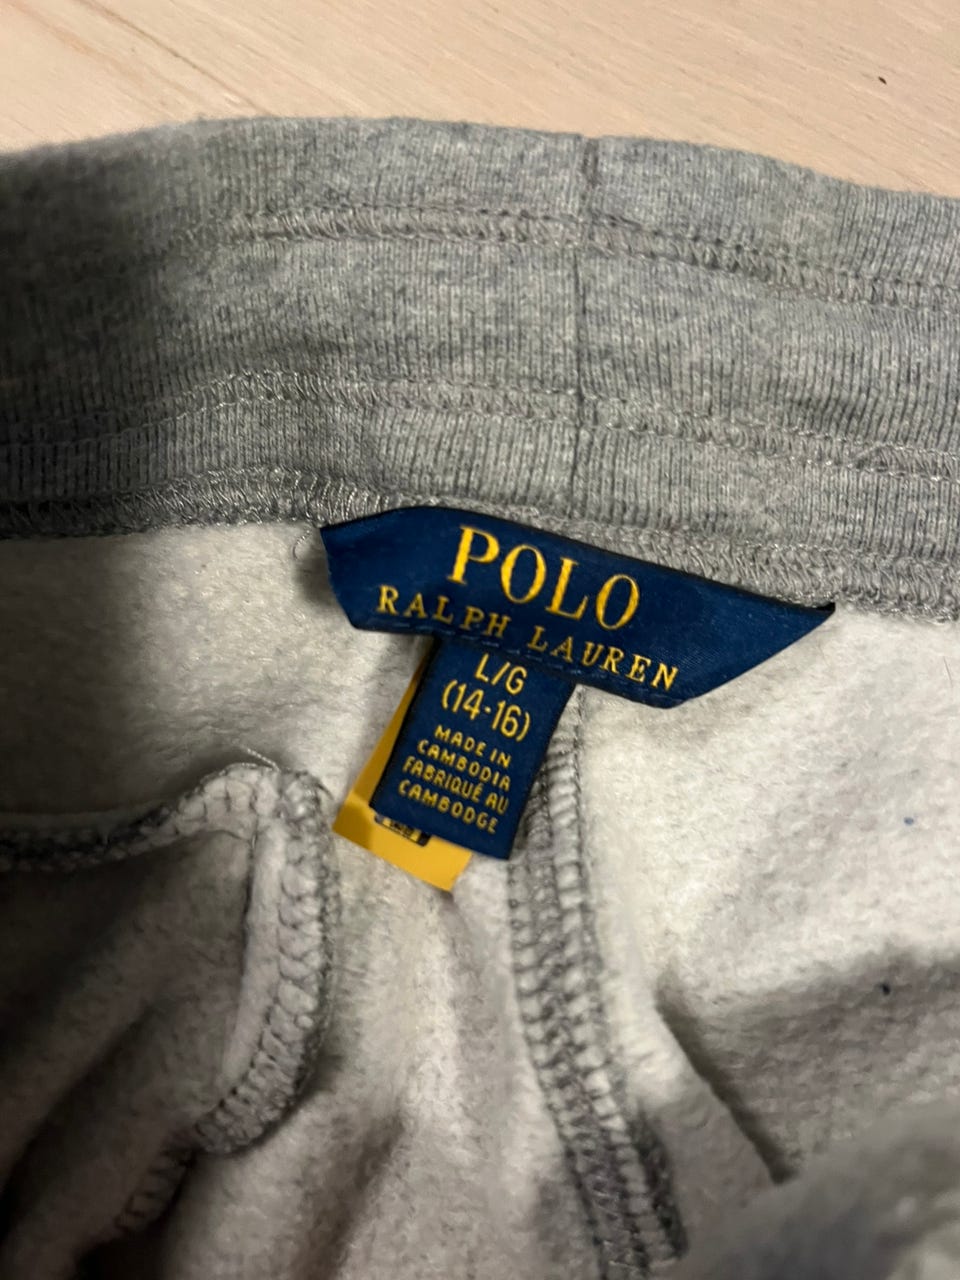 POLO
RALPH LAUREN
L/G
(14-16)
MADE IN
CAMBODIA
FABRIQUÉ AU
CAMBODGE